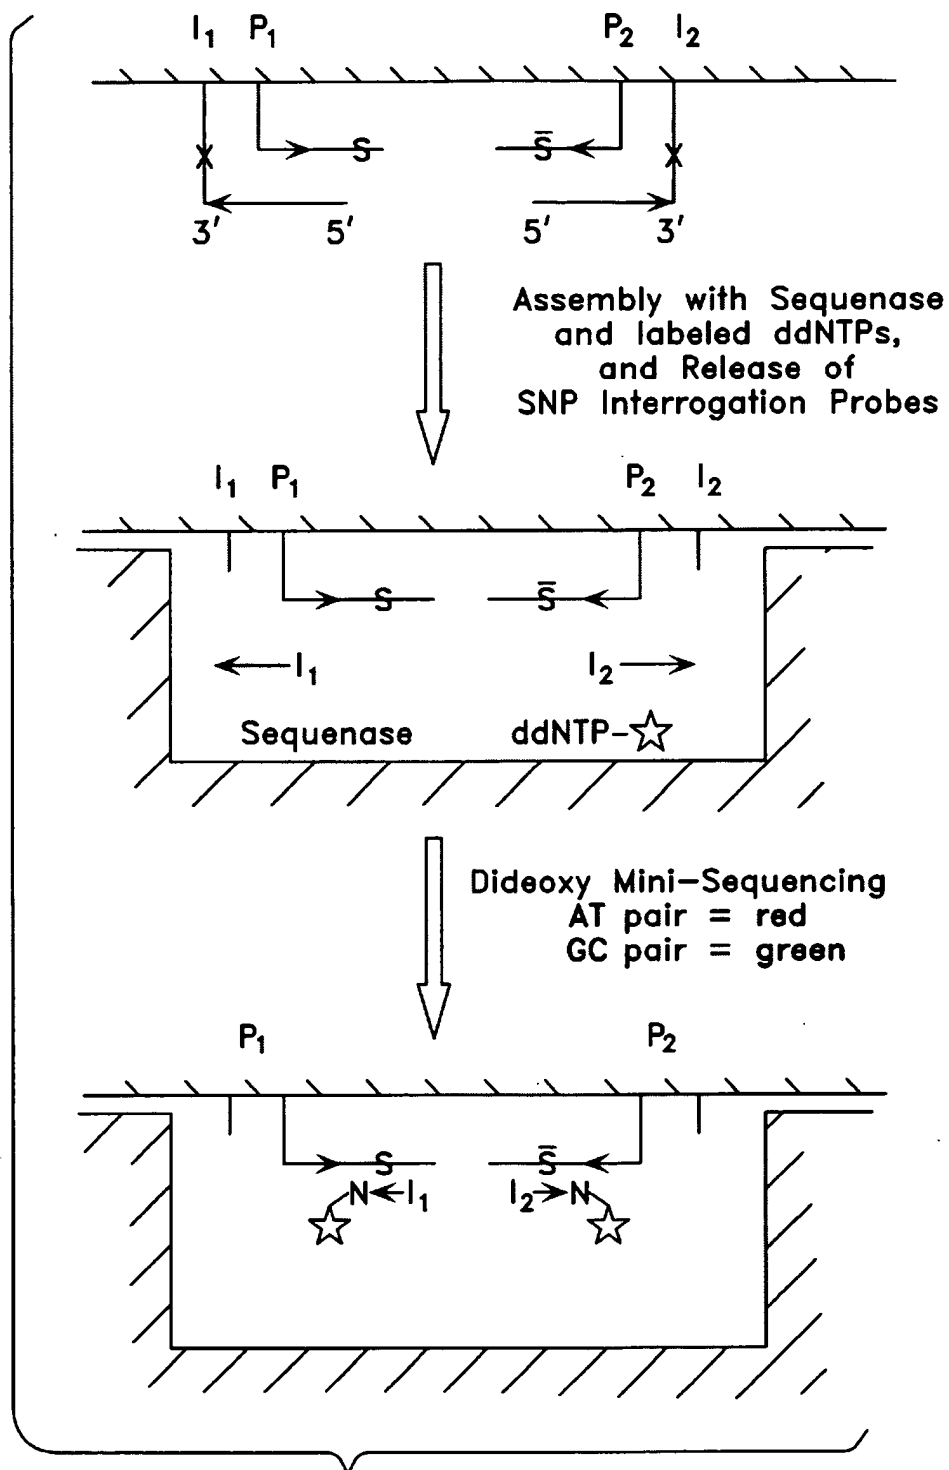 I₁ P₁ P₂ I₂
S S̄
3′ 5′ 5′ 3′
Assembly with Sequenase
and labeled ddNTPs,
and Release of
SNP Interrogation Probes
I₁ P₁ P₂ I₂
S S̄
I₁ I₂
Sequenase ddNTP-☆
Dideoxy Mini-Sequencing
AT pair = red
GC pair = green
P₁ P₂
S S̄
N I₁ I₂ N